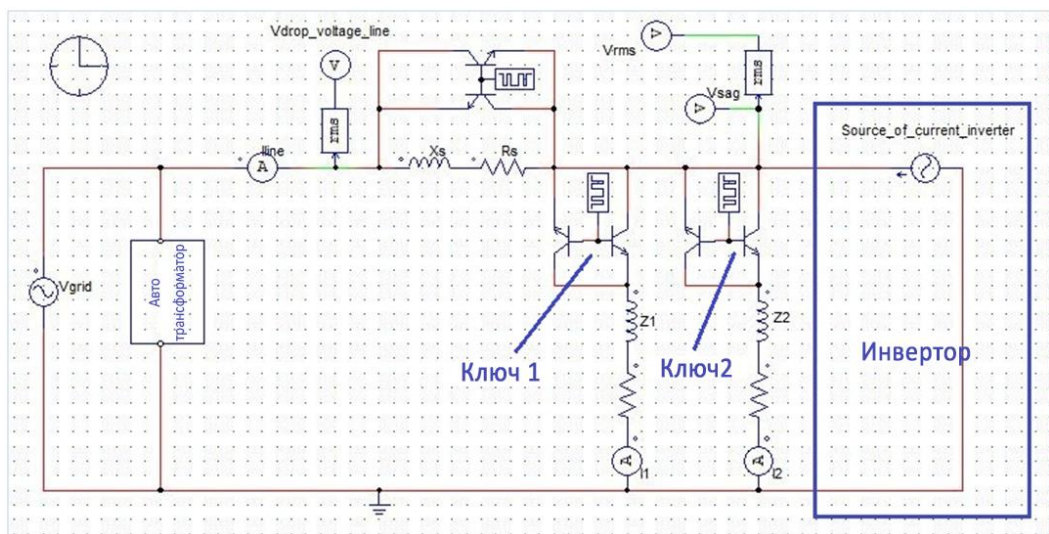 Vdrop_voltage_line
V
rms
Iline
A
Xs
Rs
Vrms
V
rms
Vsag
V
Source_of_current_inverter
Vgrid
Авто
трансформатор
Z1
Z2
Ключ 1
Ключ2
Инвертор
A
I1
A
I2